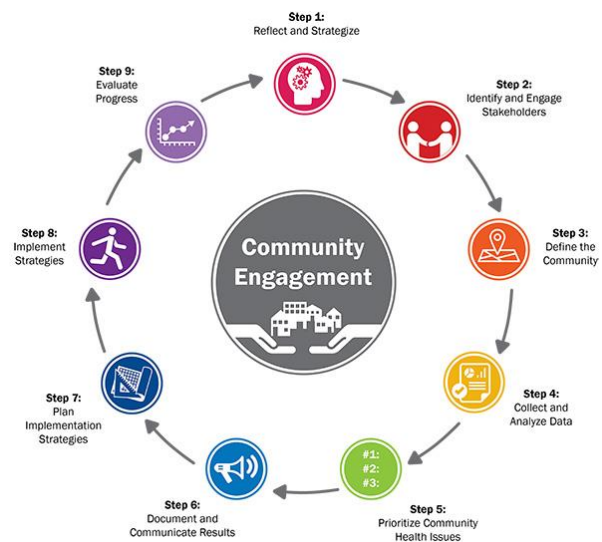 Step 1:
Reflect and Strategize
Step 2:
Identify and Engage
Stakeholders
Step 3:
Define the
Community
Step 4:
Collect and
Analyze Data
#1:
#2:
#3:
Step 5:
Prioritize Community
Health Issues
Step 6:
Document and
Communicate Results
Step 7:
Plan
Implementation
Strategies
Step 8:
Implement
Strategies
Step 9:
Evaluate
Progress
Community
Engagement